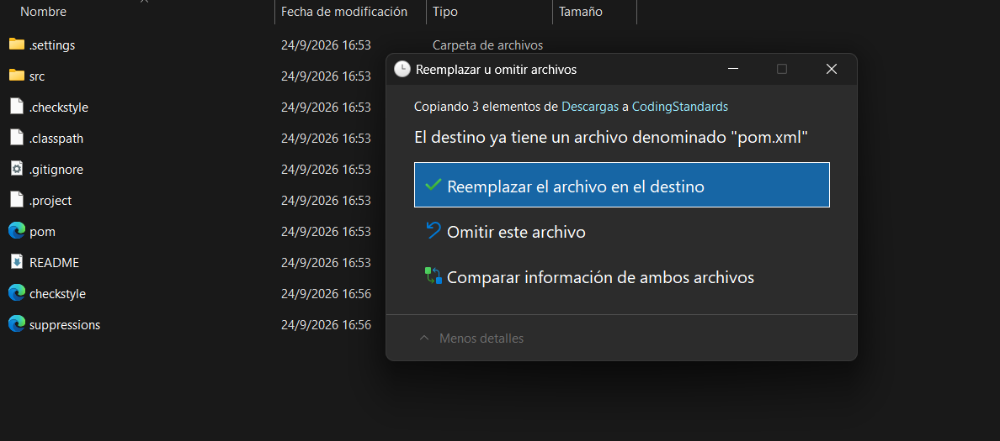 Nombre Fecha de modificación Tipo Tamaño
.settings 24/9/2026 16:53 Carpeta de archivos
src 24/9/2026 16:53
.checkstyle 24/9/2026 16:53
.classpath 24/9/2026 16:53
.gitignore 24/9/2026 16:53
.project 24/9/2026 16:53
pom 24/9/2026 16:53
README 24/9/2026 16:53
checkstyle 24/9/2026 16:56
suppressions 24/9/2026 16:56
Reemplazar u omitir archivos
Copiando 3 elementos de Descargas a CodingStandards
El destino ya tiene un archivo denominado "pom.xml"
Reemplazar el archivo en el destino
Omitir este archivo
Comparar información de ambos archivos
Menos detalles